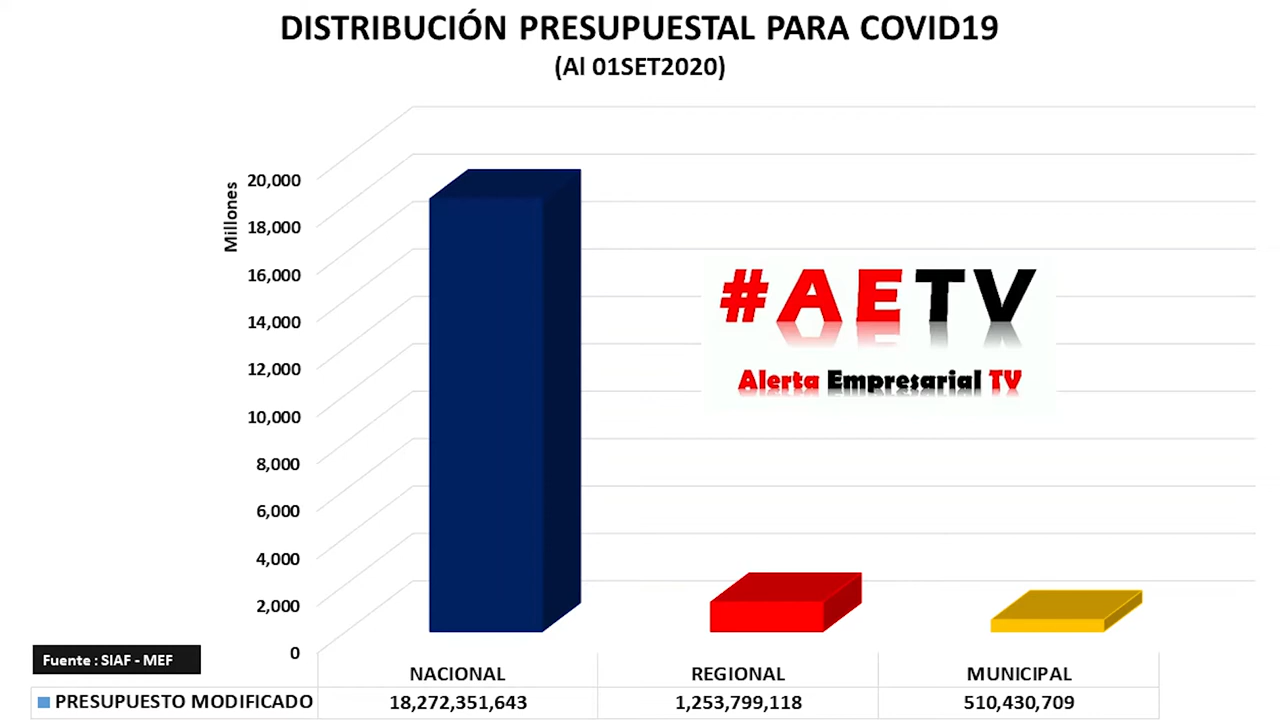 DISTRIBUCIÓN PRESUPUESTAL PARA COVID19
(Al 01SET2020)
Millones
20,000
18,000
16,000
14,000
12,000
10,000
8,000
6,000
4,000
2,000
0
#AETV
Alerta Empresarial TV
Fuente : SIAF - MEF
NACIONAL REGIONAL MUNICIPAL
PRESUPUESTO MODIFICADO 18,272,351,643 1,253,799,118 510,430,709